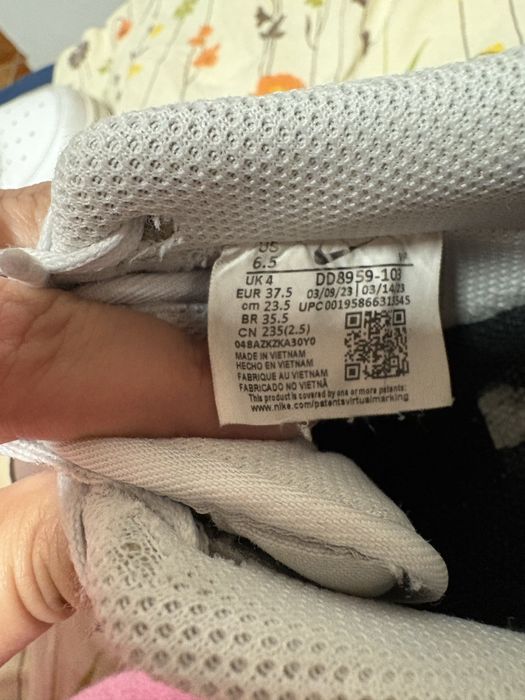 US
6.5
UK 4
EUR 37.5
cm 23.5
BR 35.5
CN 235(2.5)
048AZKZKA30Y0
MADE IN VIETNAM
HECHO EN VIETNAM
FABRIQUE AU VIETNAM
FABRICADO NO VIETNÃ
This product is covered by one or more patents:
www.nike.com/patentsvirtualmarking
DD8959-103
03/09/23 | 03/14/23